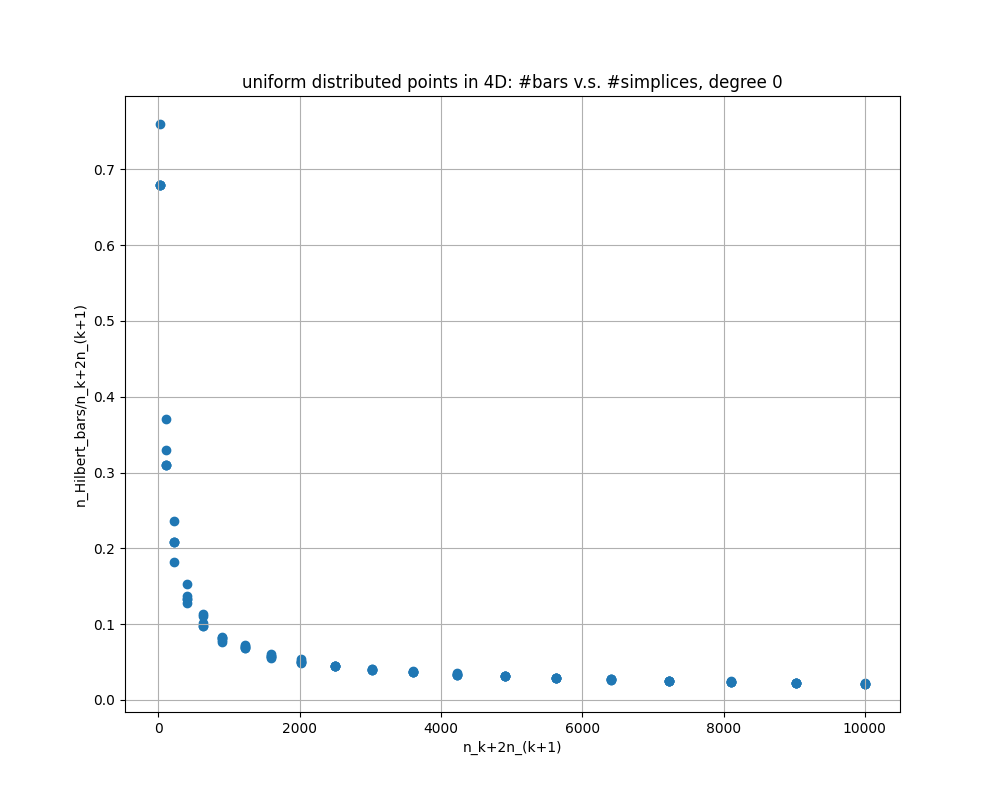 uniform distributed points in 4D: #bars v.s. #simplices, degree 0
n_Hilbert_bars/n_k+2n_(k+1)
0.7
0.6
0.5
0.4
0.3
0.2
0.1
0.0
0 2000 4000 6000 8000 10000
n_k+2n_(k+1)